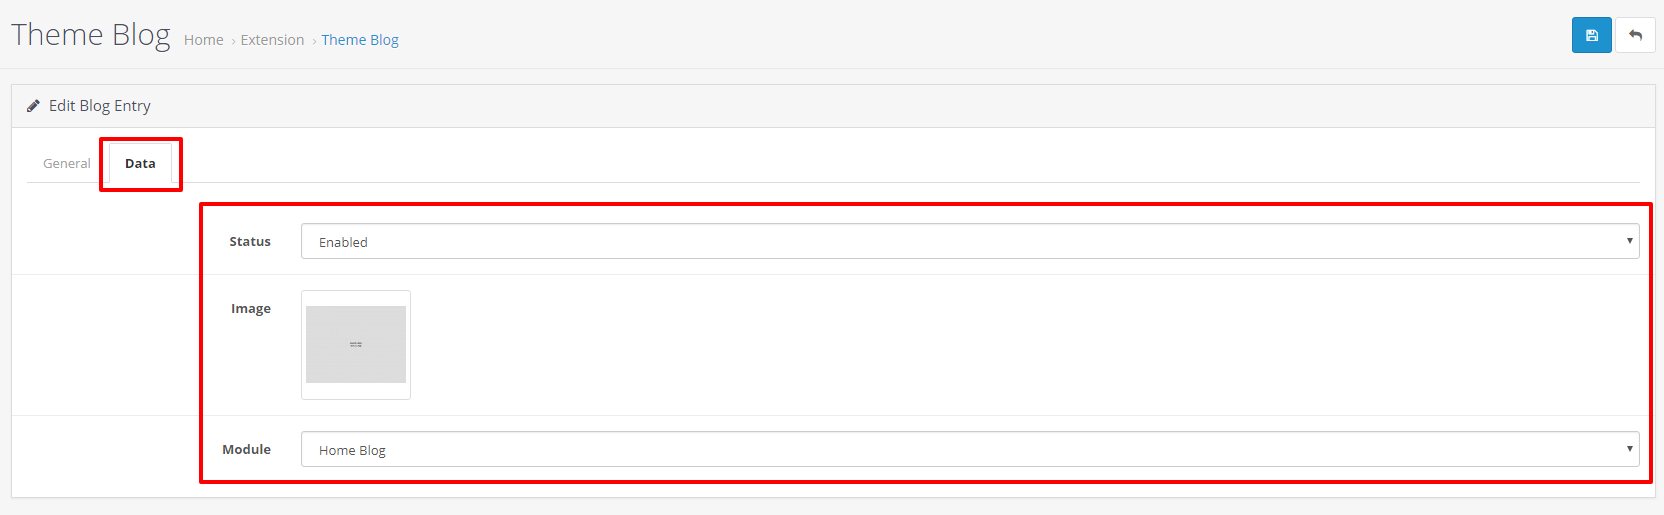 Theme Blog Home › Extension › Theme Blog
Edit Blog Entry
General Data
Status Enabled
Image
Module Home Blog